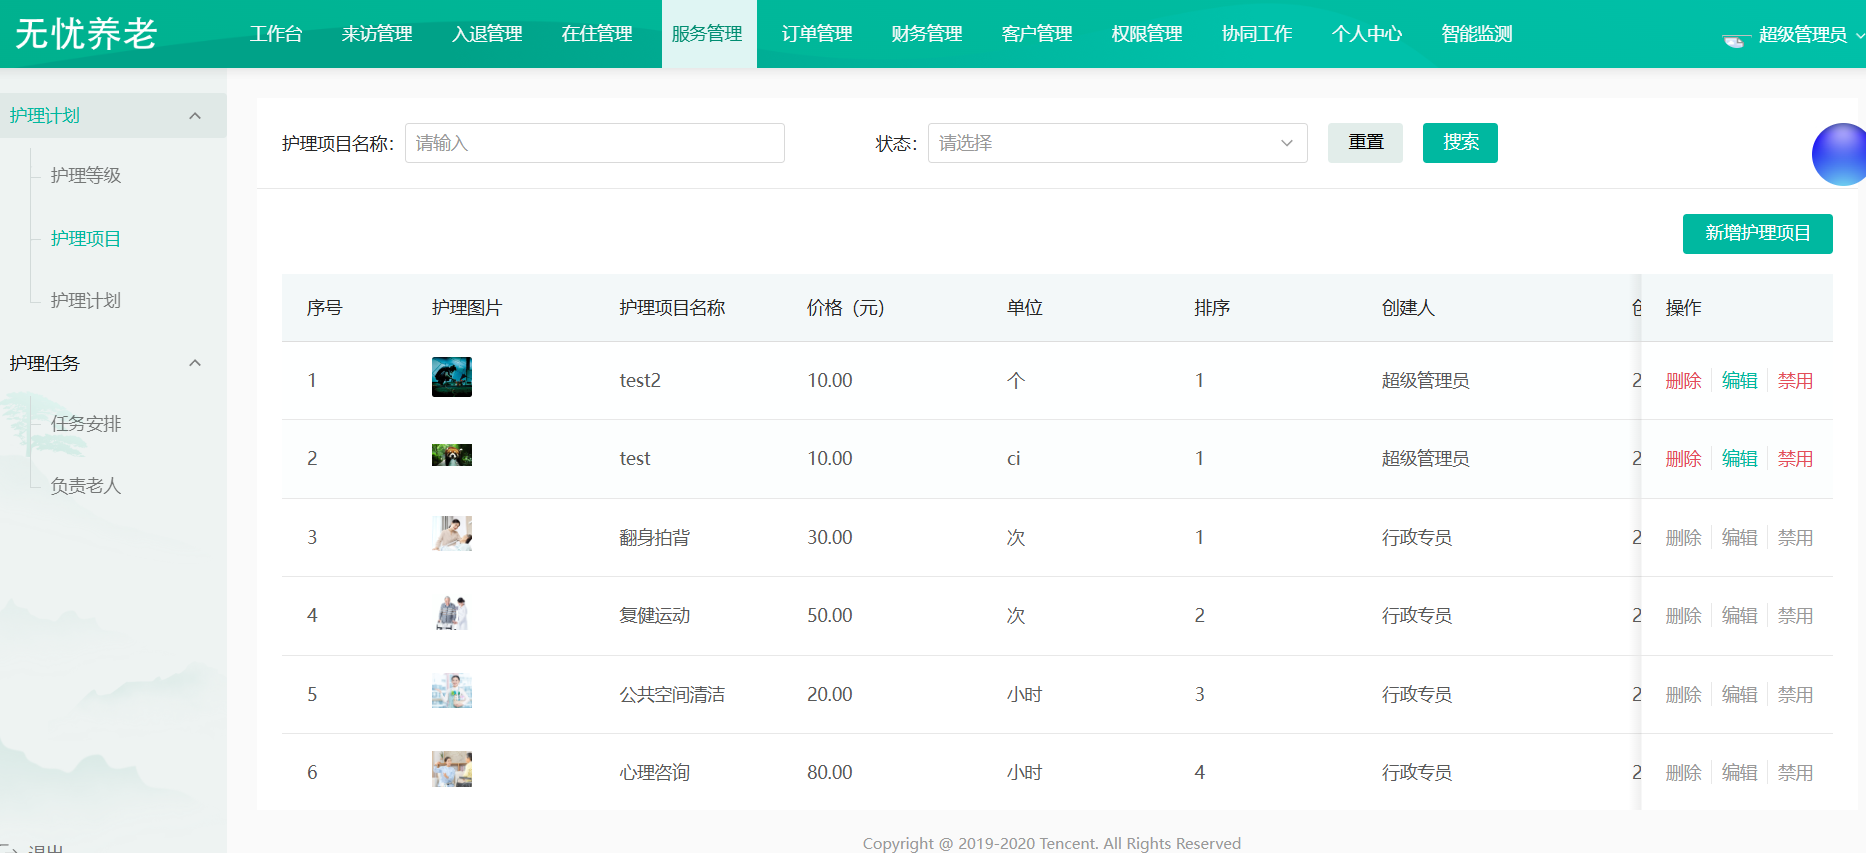 无忧养老 工作台 来访管理 入退管理 在住管理 服务管理 订单管理 财务管理 客户管理 权限管理 协同工作 个人中心 智能监测 超级管理员
护理计划
护理等级
护理项目
护理计划
护理任务
任务安排
负责老人
退出
护理项目名称： 请输入 状态： 请选择 重置 搜索
新增护理项目
序号 护理图片 护理项目名称 价格（元） 单位 排序 创建人 操作
1 test2 10.00 个 1 超级管理员 2 删除 编辑 禁用
2 test 10.00 ci 1 超级管理员 2 删除 编辑 禁用
3 翻身拍背 30.00 次 1 行政专员 2 删除 编辑 禁用
4 复健运动 50.00 次 2 行政专员 2 删除 编辑 禁用
5 公共空间清洁 20.00 小时 3 行政专员 2 删除 编辑 禁用
6 心理咨询 80.00 小时 4 行政专员 2 删除 编辑 禁用
Copyright @ 2019-2020 Tencent. All Rights Reserved